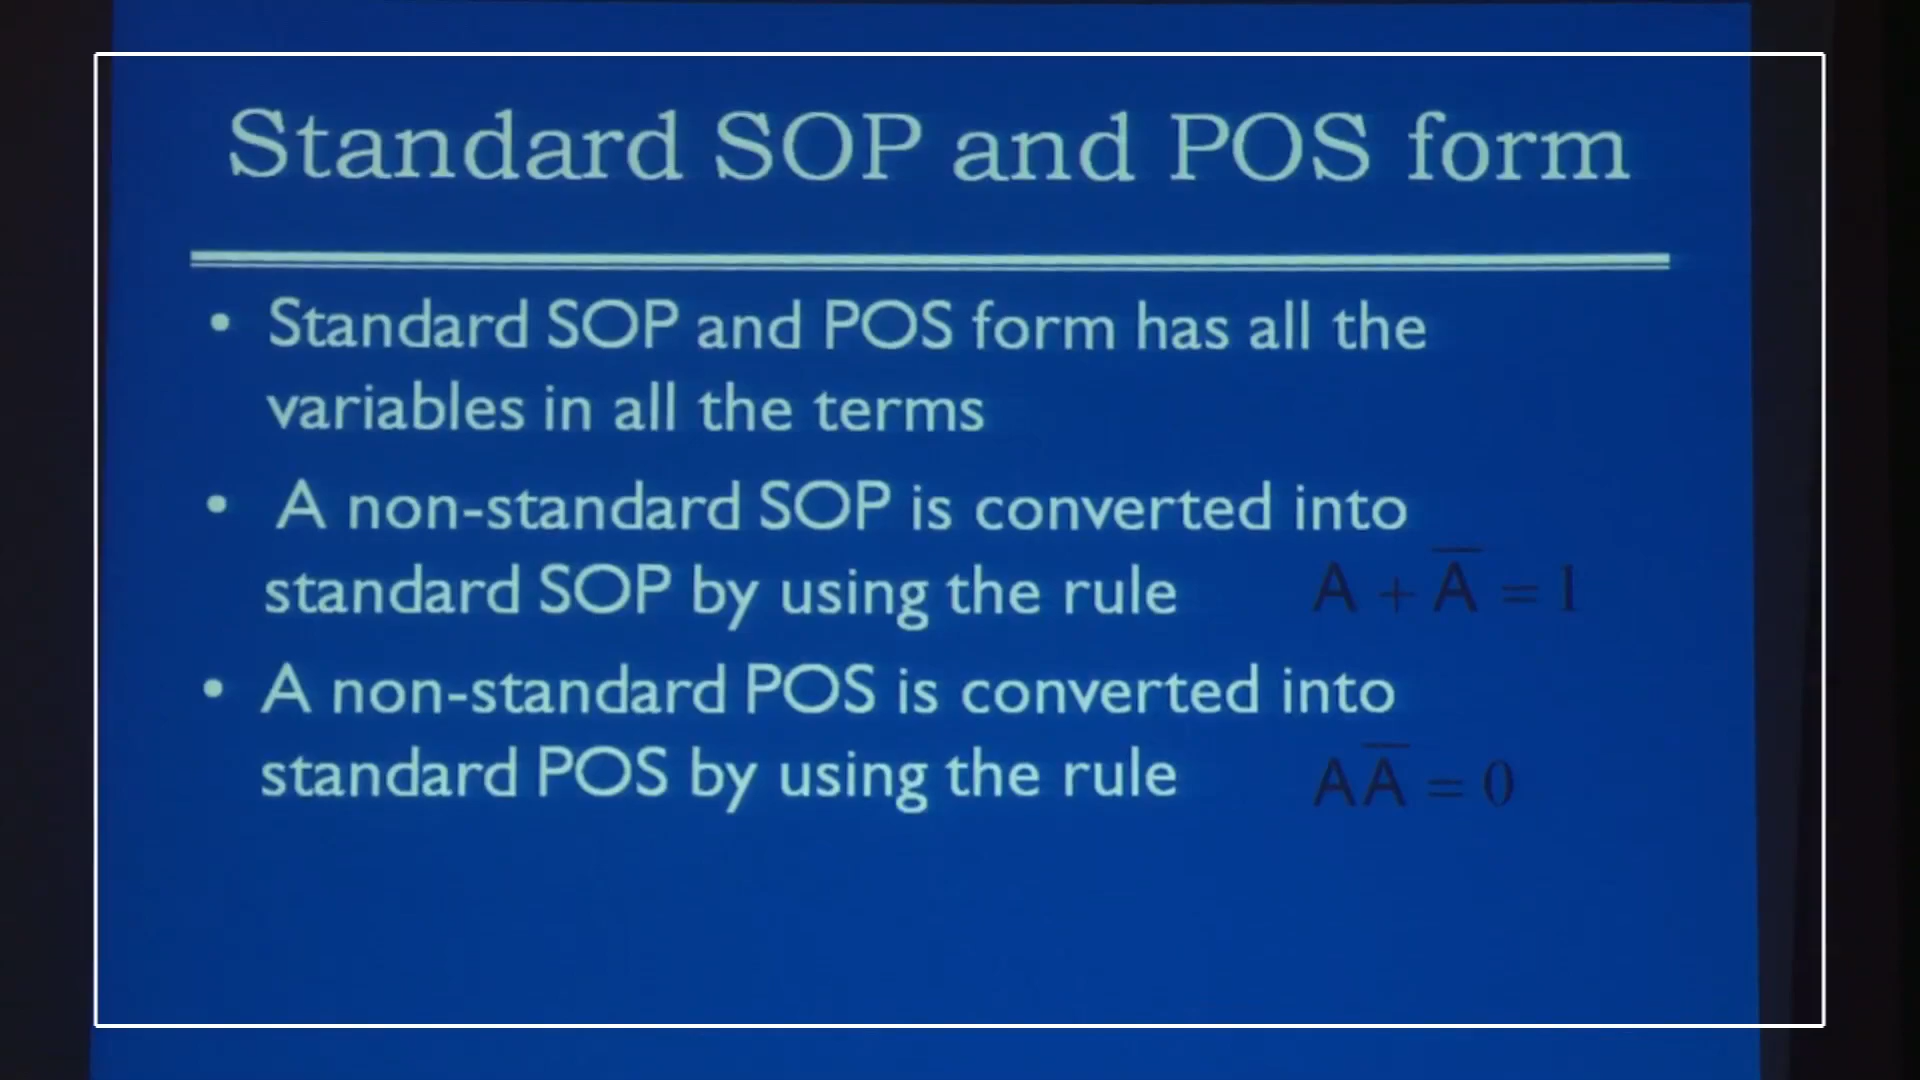 Standard SOP and POS form
• Standard SOP and POS form has all the
variables in all the terms
• A non-standard SOP is converted into
standard SOP by using the rule A + A̅ = 1
• A non-standard POS is converted into
standard POS by using the rule AA̅ = 0